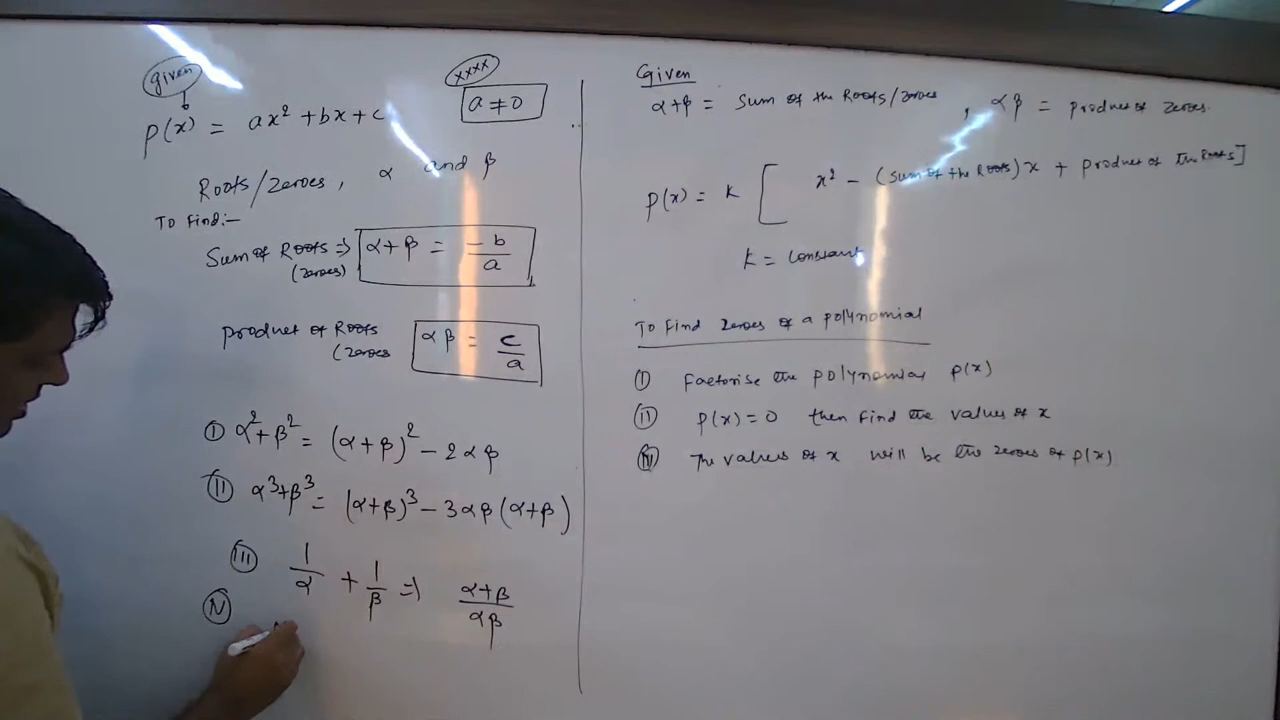 given
xxxx
p(x) = ax² + bx + c
a ≠ 0
Roots/Zeroes, α and β
To Find:-
Sum of Roots ⇒ α+β = -b/a
(zeroes)
product of Roots αβ = c/a
(zeroes
I α²+β² = (α+β)² - 2αβ
II α³+β³ = (α+β)³ - 3αβ(α+β)
III 1/α + 1/β ⇒ α+β/αβ
IV
Given
α+β = Sum of the Roots/zeroes, αβ = product of zeroes.
p(x) = k [ x² - (sum of the Roots)x + product of the Roots]
k = constant
To Find zeroes of a polynomial
I Factorise the polynomial p(x)
II p(x)=0 then find the values of x
The values of x will be the zeroes of p(x)